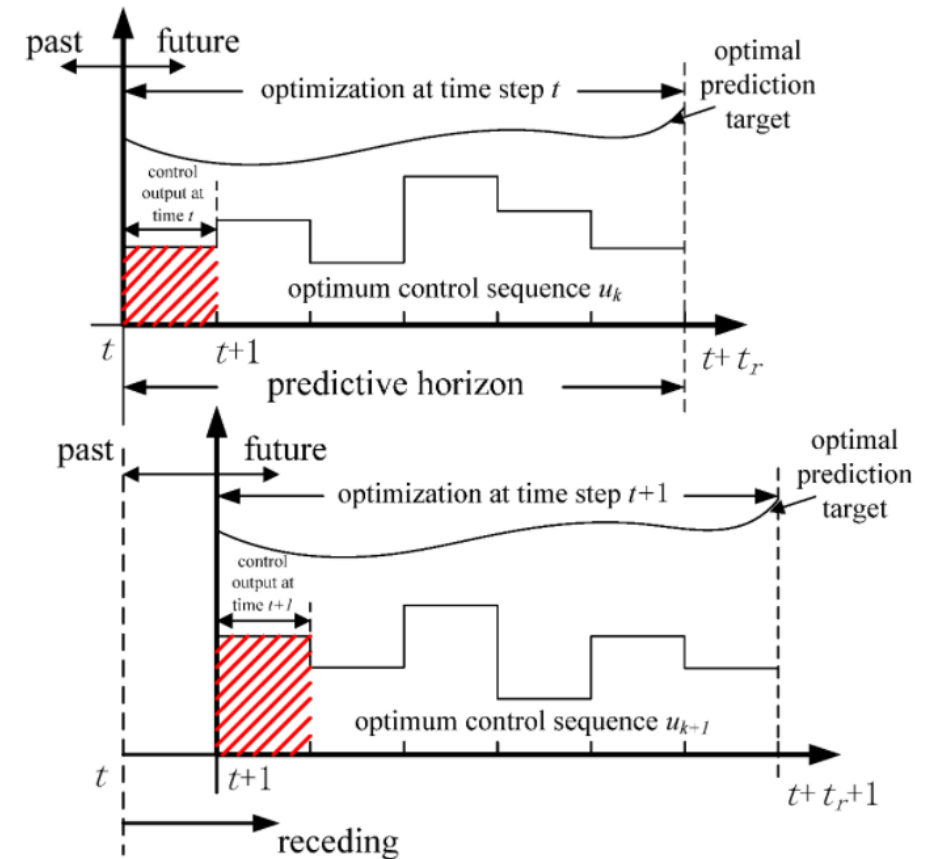 past
future
optimization at time step t
optimal
prediction
target
control
output at
time t
optimum control sequence uk
t
t+1
t+ tr
predictive horizon
past
future
optimization at time step t+1
optimal
prediction
target
control
output at
time t+1
optimum control sequence uk+1
t
t+1
t+ tr+1
receding